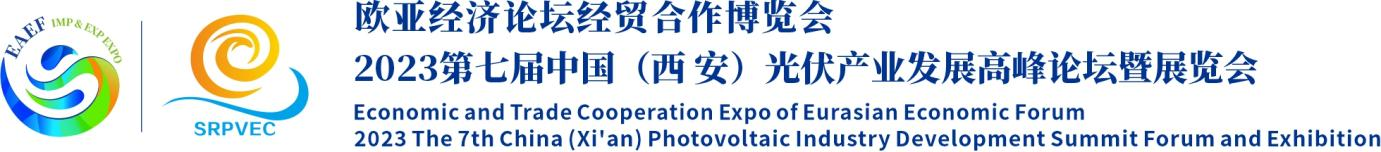 EAEF IMP & EXP EXPO
SRPVEC
欧亚经济论坛经贸合作博览会
2023第七届中国（西安）光伏产业发展高峰论坛暨展览会
Economic and Trade Cooperation Expo of Eurasian Economic Forum
2023 The 7th China (Xi'an) Photovoltaic Industry Development Summit Forum and Exhibition